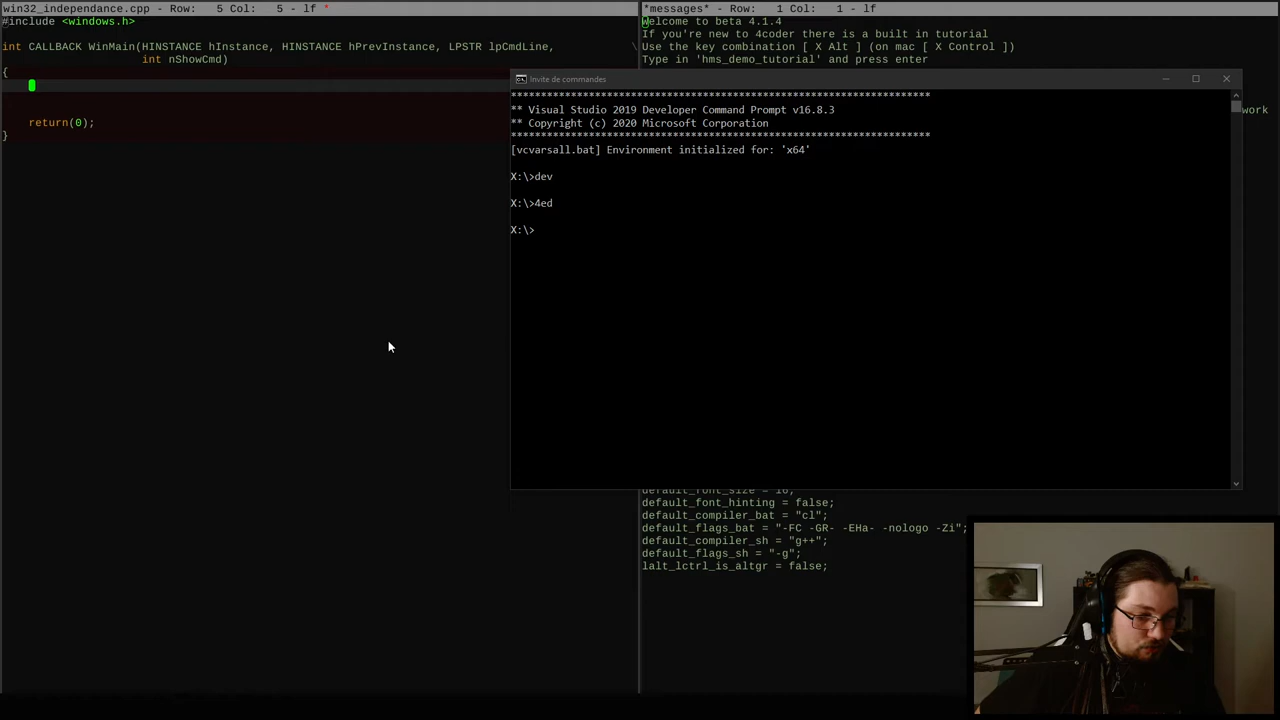 win32_independance.cpp - Row:   5 Col:   5 - lf *
#include <windows.h>
int CALLBACK WinMain(HINSTANCE hInstance, HINSTANCE hPrevInstance, LPSTR lpCmdLine, \
int nShowCmd)
{
return(0);
}
*messages* - Row:   1 Col:   1 - lf
Welcome to beta 4.1.4
If you're new to 4coder there is a built in tutorial
Use the key combination [ X Alt ] (on mac [ X Control ])
Type in 'hms_demo_tutorial' and press enter
work
Invite de commandes
**********************************************************************
** Visual Studio 2019 Developer Command Prompt v16.8.3
** Copyright (c) 2020 Microsoft Corporation
**********************************************************************
[vcvarsall.bat] Environment initialized for: 'x64'
X:\>dev
X:\>4ed
X:\>
default_font_size = 16;
default_font_hinting = false;
default_compiler_bat = "cl";
default_flags_bat = "-FC -GR- -EHa- -nologo -Zi";
default_compiler_sh = "g++";
default_flags_sh = "-g";
lalt_lctrl_is_altgr = false;